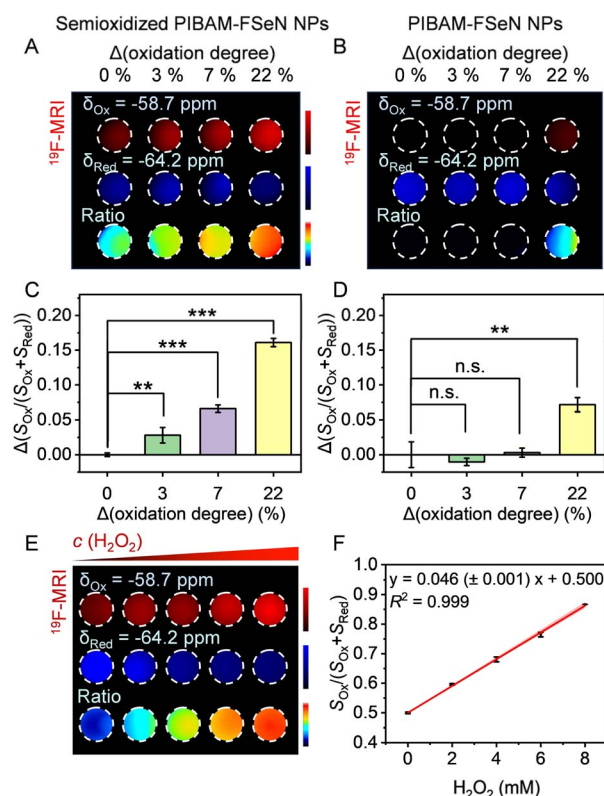 Semioxidized PIBAM-FSeN NPs
PIBAM-FSeN NPs
A
Δ(oxidation degree)
0 % 3 % 7 % 22 %
¹⁹F-MRI
δOx = -58.7 ppm
δRed = -64.2 ppm
Ratio
B
Δ(oxidation degree)
0 % 3 % 7 % 22 %
¹⁹F-MRI
δOx = -58.7 ppm
δRed = -64.2 ppm
Ratio
C
Δ(SOx/(SOx+SRed))
0.20
0.15
0.10
0.05
0.00
***
***
**
0 3 7 22
Δ(oxidation degree) (%)
D
Δ(SOx/(SOx+SRed))
0.20
0.15
0.10
0.05
0.00
**
n.s.
n.s.
0 3 7 22
Δ(oxidation degree) (%)
E
c (H₂O₂)
¹⁹F-MRI
δOx = -58.7 ppm
δRed = -64.2 ppm
Ratio
F
SOx/(SOx+SRed)
0.9
0.8
0.7
0.6
0.5
0.4
y = 0.046 (± 0.001) x + 0.500
R² = 0.999
0 2 4 6 8
H₂O₂ (mM)